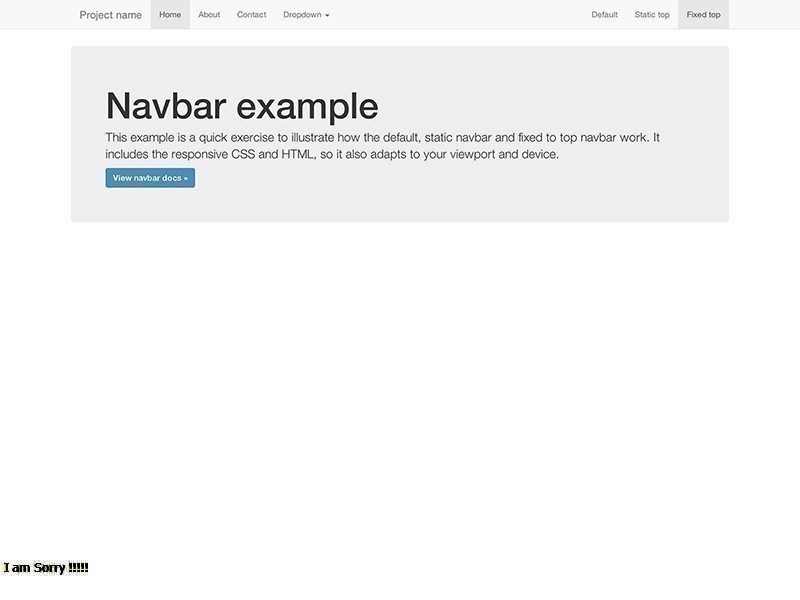 Project name Home About Contact Dropdown Default Static top Fixed top
Navbar example
This example is a quick exercise to illustrate how the default, static navbar and fixed to top navbar work. It
includes the responsive CSS and HTML, so it also adapts to your viewport and device.
View navbar docs »
I am Sorry !!!!!